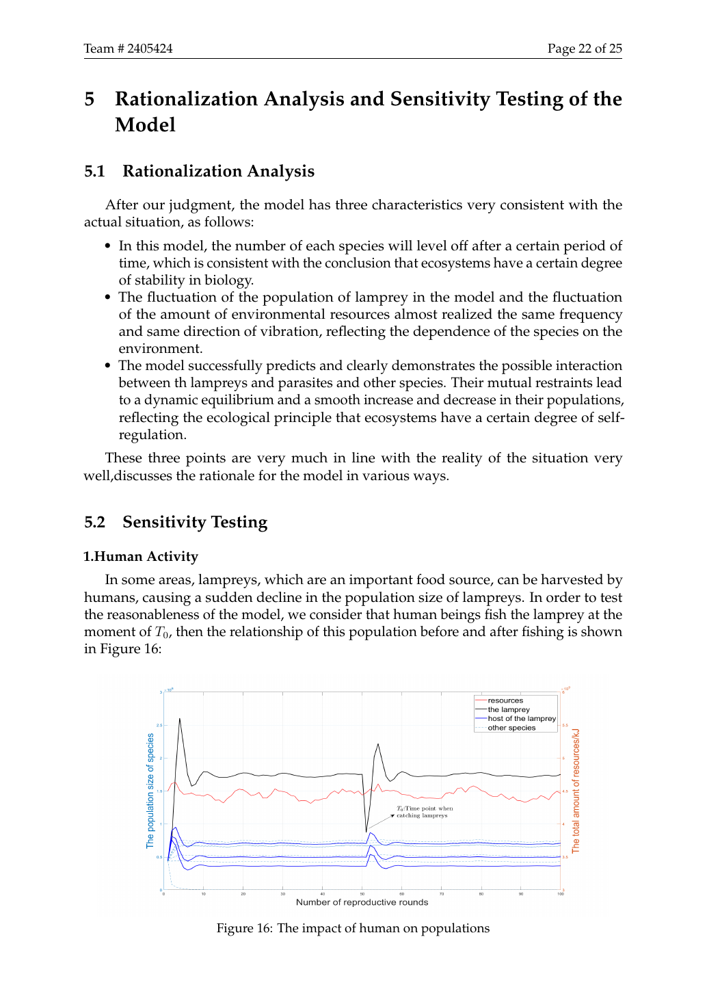 Team # 2405424 Page 22 of 25
5 Rationalization Analysis and Sensitivity Testing of the
Model
5.1 Rationalization Analysis
After our judgment, the model has three characteristics very consistent with the
actual situation, as follows:
• In this model, the number of each species will level off after a certain period of
time, which is consistent with the conclusion that ecosystems have a certain degree
of stability in biology.
• The fluctuation of the population of lamprey in the model and the fluctuation
of the amount of environmental resources almost realized the same frequency
and same direction of vibration, reflecting the dependence of the species on the
environment.
• The model successfully predicts and clearly demonstrates the possible interaction
between th lampreys and parasites and other species. Their mutual restraints lead
to a dynamic equilibrium and a smooth increase and decrease in their populations,
reflecting the ecological principle that ecosystems have a certain degree of self-
regulation.
These three points are very much in line with the reality of the situation very
well,discusses the rationale for the model in various ways.
5.2 Sensitivity Testing
1.Human Activity
In some areas, lampreys, which are an important food source, can be harvested by
humans, causing a sudden decline in the population size of lampreys. In order to test
the reasonableness of the model, we consider that human beings fish the lamprey at the
moment of T₀, then the relationship of this population before and after fishing is shown
in Figure 16:
The population size of species
3
2.5
2
1.5
1
0.5
0
resources
the lamprey
host of the lamprey
other species
T₀:Time point when
catching lampreys
6
5.5
5
4.5
4
3.5
3
The total amount of resources/kJ
0 10 20 30 40 50 60 70 80 90 100
Number of reproductive rounds
Figure 16: The impact of human on populations